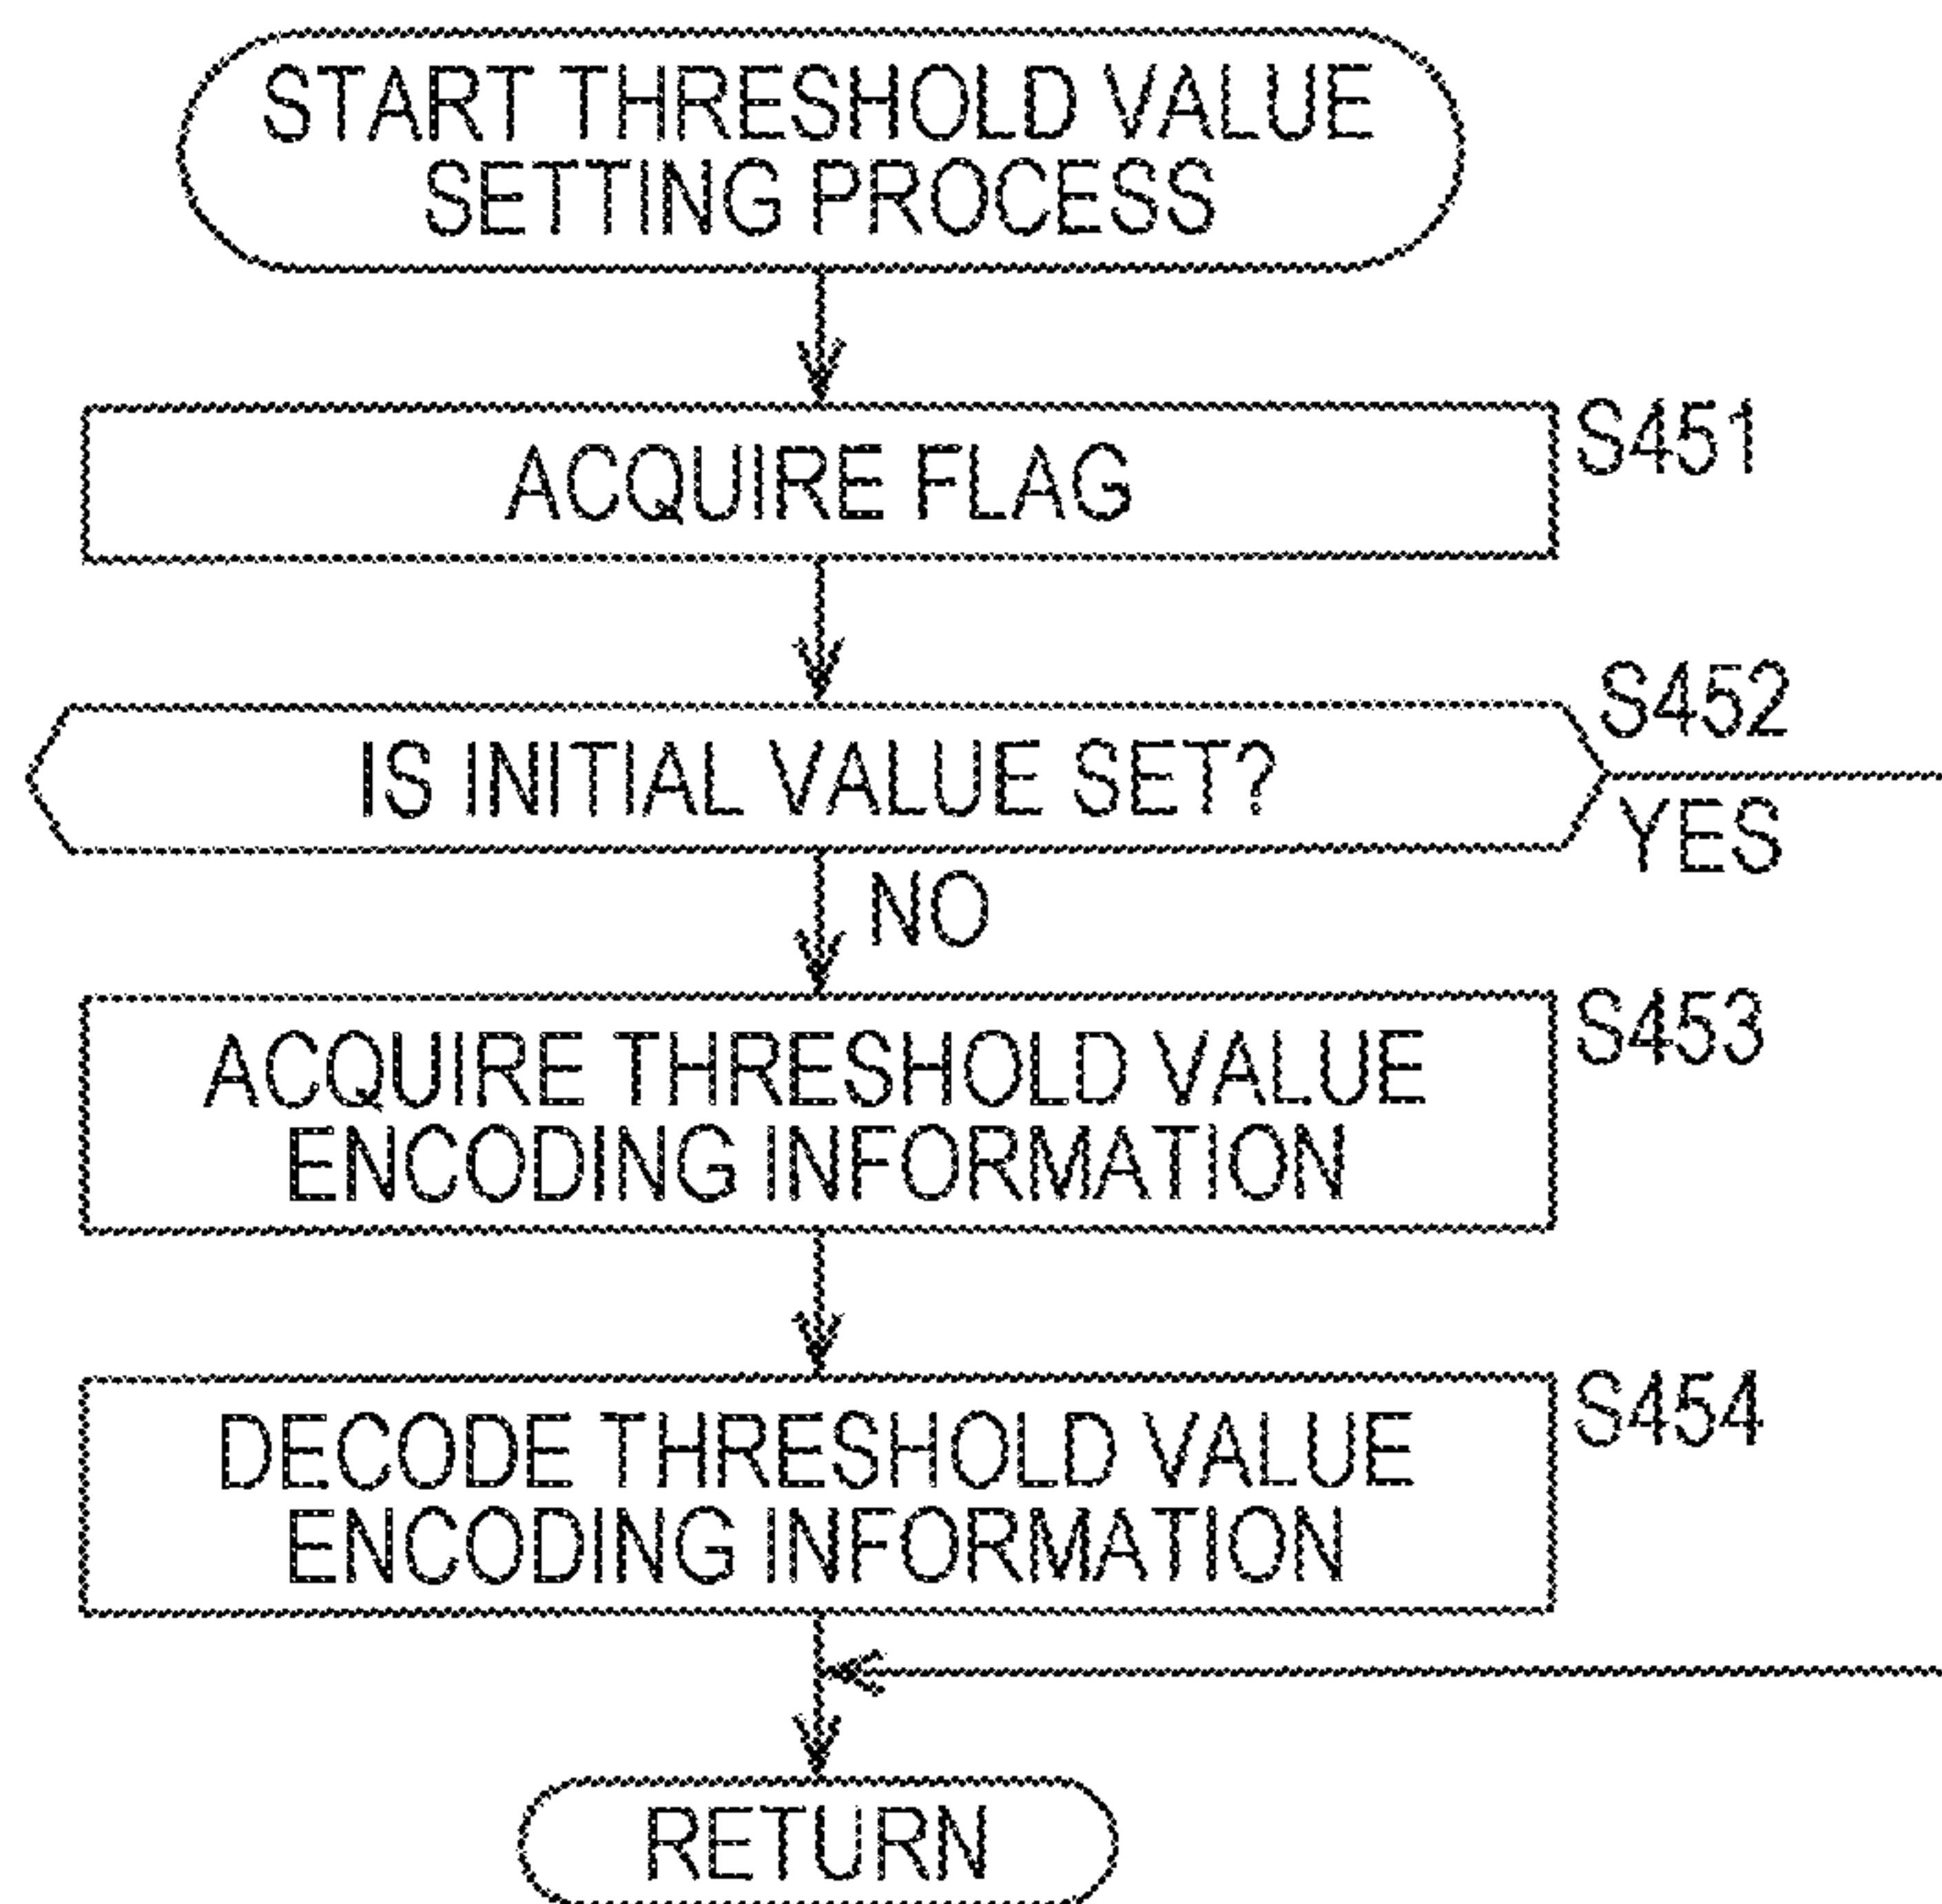 START THRESHOLD VALUE
SETTING PROCESS
ACQUIRE FLAG
S451
IS INITIAL VALUE SET?
S452
YES
NO
ACQUIRE THRESHOLD VALUE
ENCODING INFORMATION
S453
DECODE THRESHOLD VALUE
ENCODING INFORMATION
S454
RETURN